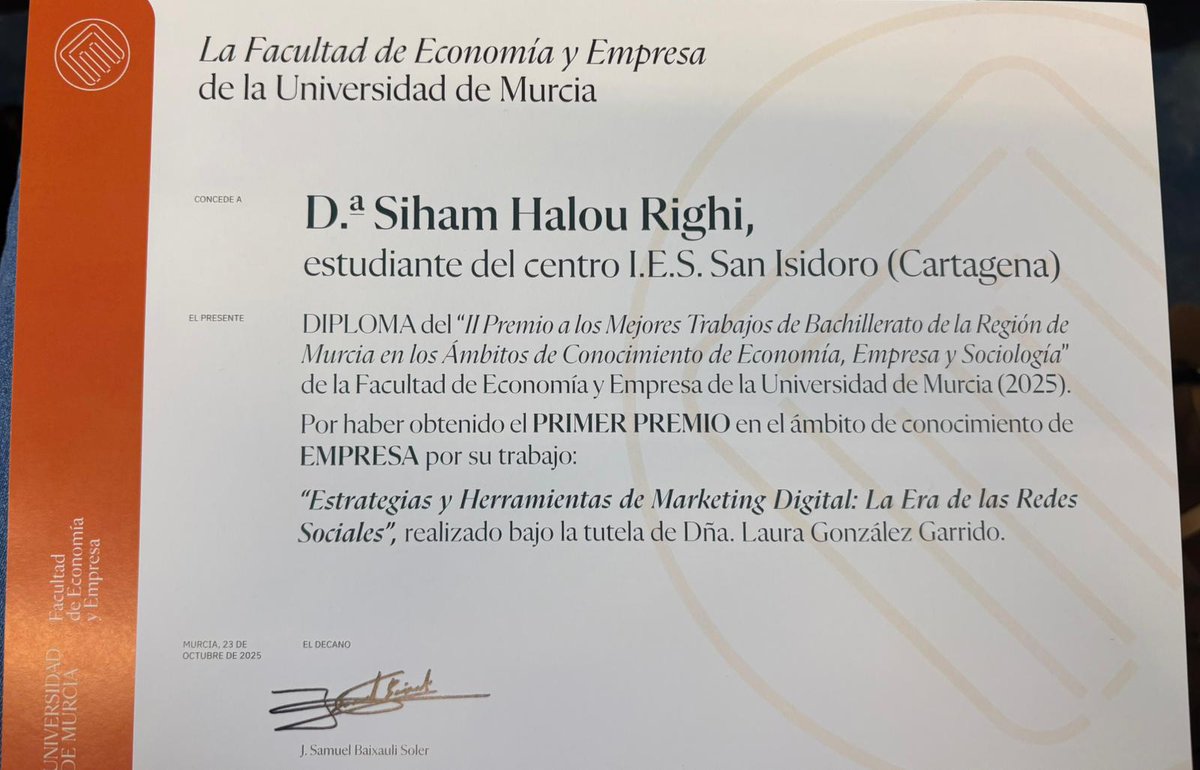 La Facultad de Economía y Empresa
de la Universidad de Murcia
CONCEDE A
D.ª Siham Halou Righi,
estudiante del centro I.E.S. San Isidoro (Cartagena)
EL PRESENTE
DIPLOMA del “II Premio a los Mejores Trabajos de Bachillerato de la Región de
Murcia en los Ámbitos de Conocimiento de Economía, Empresa y Sociología”
de la Facultad de Economía y Empresa de la Universidad de Murcia (2025).
Por haber obtenido el PRIMER PREMIO en el ámbito de conocimiento de
EMPRESA por su trabajo:
“Estrategias y Herramientas de Marketing Digital: La Era de las Redes
Sociales”, realizado bajo la tutela de Dña. Laura González Garrido.
MURCIA, 23 DE
OCTUBRE DE 2025
EL DECANO
J. Samuel Baixauli Soler
Facultad
de Economía
y Empresa
UNIVERSIDAD
DE MURCIA